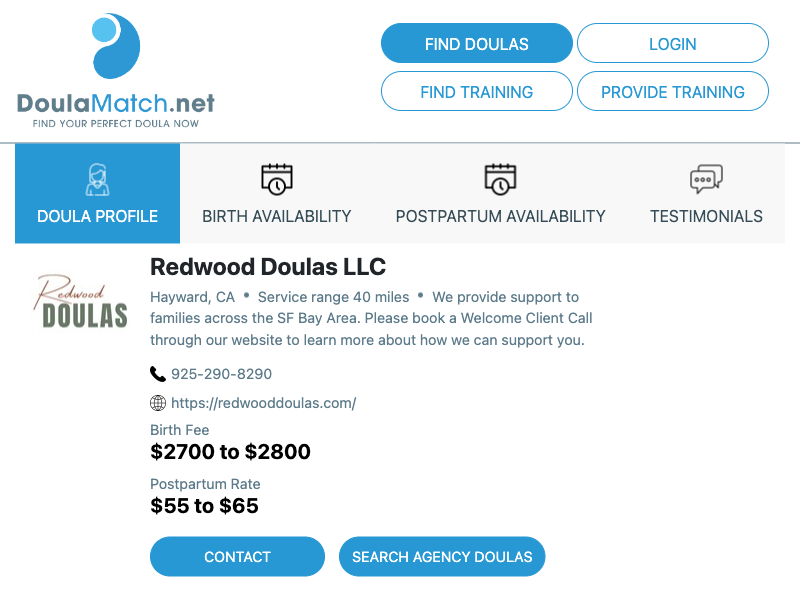 DoulaMatch.net
FIND YOUR PERFECT DOULA NOW
FIND DOULAS
LOGIN
FIND TRAINING
PROVIDE TRAINING
DOULA PROFILE
BIRTH AVAILABILITY
POSTPARTUM AVAILABILITY
TESTIMONIALS
Redwood
DOULAS
Redwood Doulas LLC
Hayward, CA • Service range 40 miles • We provide support to
families across the SF Bay Area. Please book a Welcome Client Call
through our website to learn more about how we can support you.
925-290-8290
https://redwooddoulas.com/
Birth Fee
$2700 to $2800
Postpartum Rate
$55 to $65
CONTACT
SEARCH AGENCY DOULAS